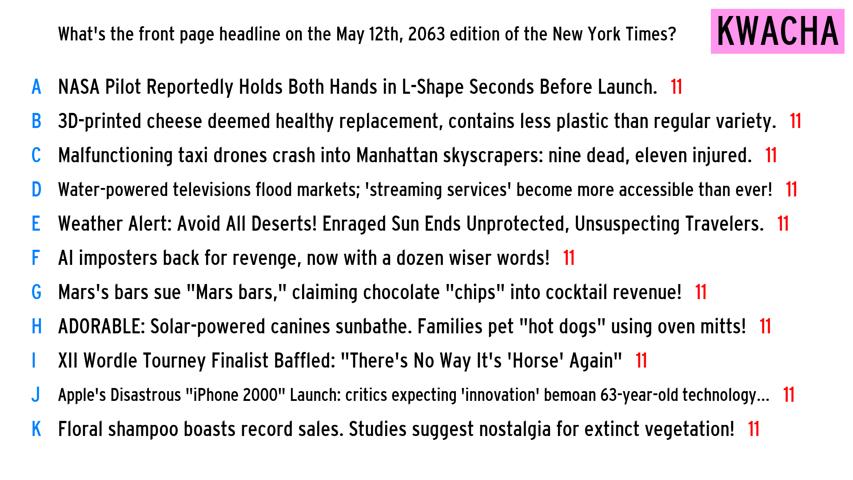 What's the front page headline on the May 12th, 2063 edition of the New York Times?
KWACHA
A NASA Pilot Reportedly Holds Both Hands in L-Shape Seconds Before Launch. 11
B 3D-printed cheese deemed healthy replacement, contains less plastic than regular variety. 11
C Malfunctioning taxi drones crash into Manhattan skyscrapers: nine dead, eleven injured. 11
D Water-powered televisions flood markets; 'streaming services' become more accessible than ever! 11
E Weather Alert: Avoid All Deserts! Enraged Sun Ends Unprotected, Unsuspecting Travelers. 11
F AI imposters back for revenge, now with a dozen wiser words! 11
G Mars's bars sue "Mars bars," claiming chocolate "chips" into cocktail revenue! 11
H ADORABLE: Solar-powered canines sunbathe. Families pet "hot dogs" using oven mitts! 11
I XII Wordle Tourney Finalist Baffled: "There's No Way It's 'Horse' Again" 11
J Apple's Disastrous "iPhone 2000" Launch: critics expecting 'innovation' bemoan 63-year-old technology... 11
K Floral shampoo boasts record sales. Studies suggest nostalgia for extinct vegetation! 11